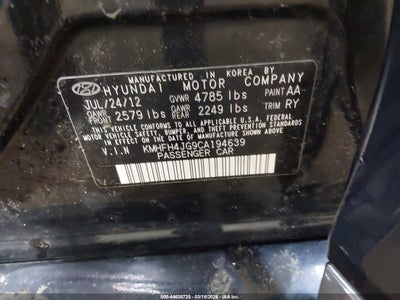 MANUFACTURED IN KOREA BY
HYUNDAI MOTOR COMPANY
JUL/24/12 GVWR 4785 lbs PAINT AA
GAWR FRONT 2579 lbs GAWR REAR 2249 lbs TRIM RY
THIS VEHICLE CONFORMS TO ALL APPLICABLE U.S. FEDERAL MOTOR
VEHICLE SAFETY, BUMPER, AND THEFT PREVENTION STANDARDS IN
EFFECT ON THE DATE OF MANUFACTURE SHOWN ABOVE.
V.I.N KMHFH4JG9CA194639
PASSENGER CAR